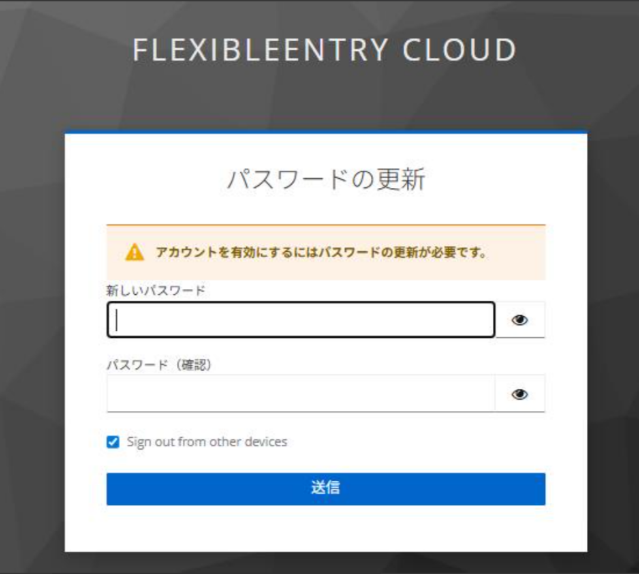 FLEXIBLEENTRY CLOUD
パスワードの更新
アカウントを有効にするにはパスワードの更新が必要です。
新しいパスワード
パスワード（確認）
Sign out from other devices
送信